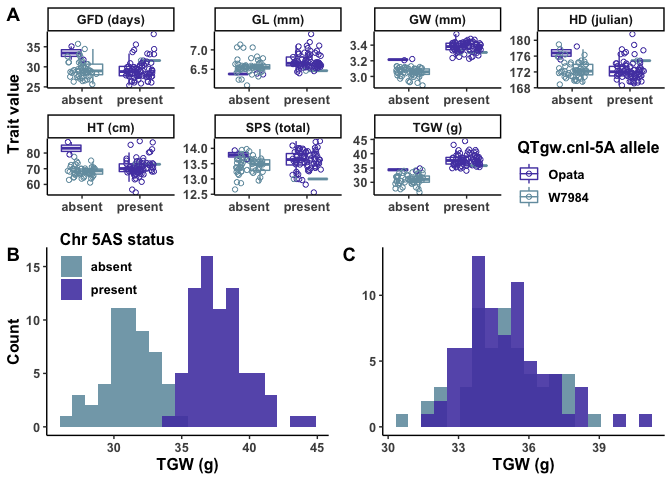 A
GFD (days)
GL (mm)
GW (mm)
HD (julian)
35
30
25
7.0
6.5
3.4
3.2
3.0
180
176
172
168
absent present
absent present
absent present
absent present
Trait value
HT (cm)
SPS (total)
TGW (g)
80
70
60
14.0
13.5
13.0
12.5
45
40
35
30
absent present
absent present
absent present
QTgw.cnl-5A allele
Opata
W7984
B
Chr 5AS status
absent
present
Count
15
10
5
0
30 35 40 45
TGW (g)
C
10
5
0
30 33 36 39
TGW (g)